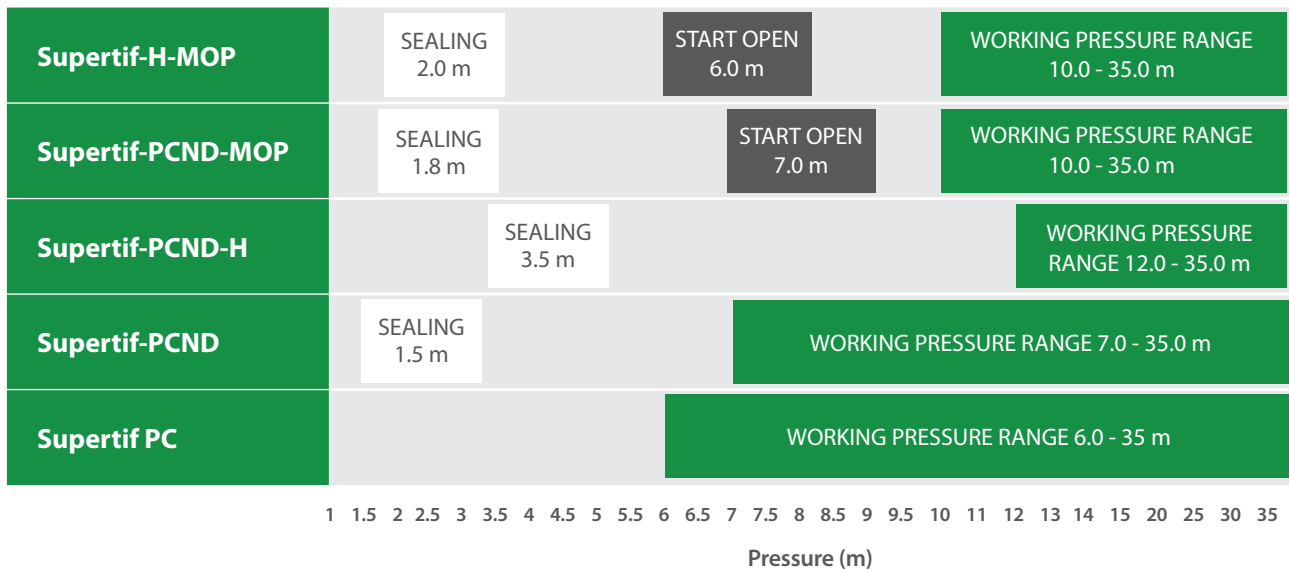 Supertif-H-MOP
SEALING
2.0 m
START OPEN
6.0 m
WORKING PRESSURE RANGE
10.0 - 35.0 m
Supertif-PCND-MOP
SEALING
1.8 m
START OPEN
7.0 m
WORKING PRESSURE RANGE
10.0 - 35.0 m
Supertif-PCND-H
SEALING
3.5 m
WORKING PRESSURE
RANGE 12.0 - 35.0 m
Supertif-PCND
SEALING
1.5 m
WORKING PRESSURE RANGE 7.0 - 35.0 m
Supertif PC
WORKING PRESSURE RANGE 6.0 - 35 m
1 1.5 2 2.5 3 3.5 4 4.5 5 5.5 6 6.5 7 7.5 8 8.5 9 9.5 10 11 12 13 14 15 20 25 30 35
Pressure (m)